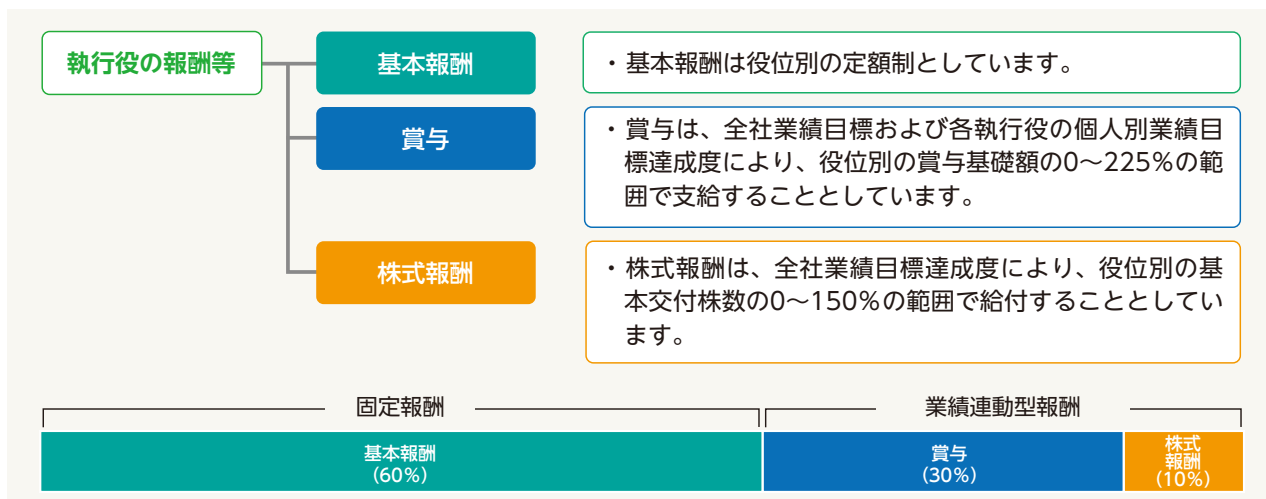 執行役の報酬等
基本報酬
・基本報酬は役位別の定額制としています。
賞与
・賞与は、全社業績目標および各執行役の個人別業績目
標達成度により、役位別の賞与基礎額の0～225%の範
囲で支給することとしています。
株式報酬
・株式報酬は、全社業績目標達成度により、役位別の基
本交付株数の0～150%の範囲で給付することとしてい
ます。
固定報酬
業績連動型報酬
基本報酬
(60%)
賞与
(30%)
株式
報酬
(10%)